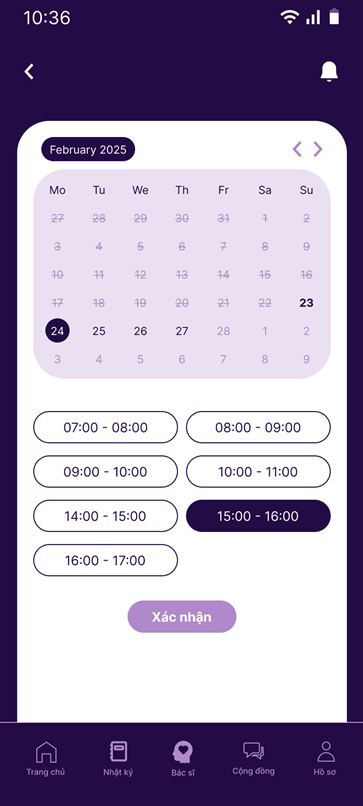 10:36
February 2025
Mo Tu We Th Fr Sa Su
27 28 29 30 31 1 2
3 4 5 6 7 8 9
10 11 12 13 14 15 16
17 18 19 20 21 22 23
24 25 26 27 28 1 2
3 4 5 6 7 8 9
07:00 - 08:00 08:00 - 09:00
09:00 - 10:00 10:00 - 11:00
14:00 - 15:00 15:00 - 16:00
16:00 - 17:00
Xác nhận
Trang chủ Nhật ký Bác sĩ Cộng đồng Hồ sơ